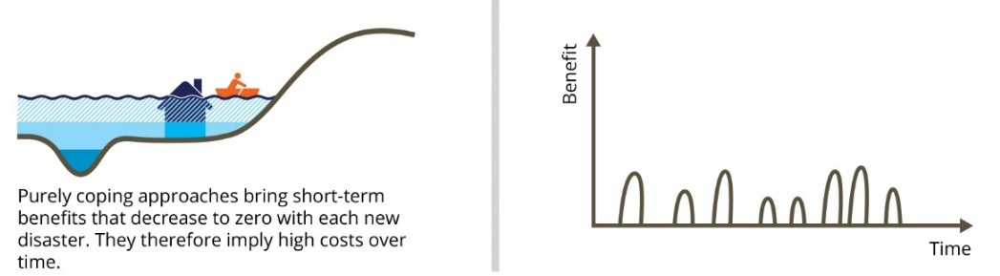 Purely coping approaches bring short-term
benefits that decrease to zero with each new
disaster. They therefore imply high costs over
time.
Benefit
Time